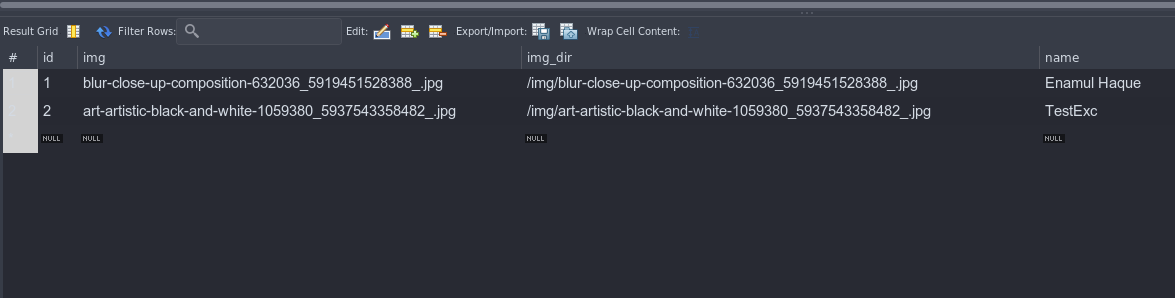 Result Grid Filter Rows: Edit: Export/Import: Wrap Cell Content:
# id img img_dir name
1 1 blur-close-up-composition-632036_5919451528388_.jpg /img/blur-close-up-composition-632036_5919451528388_.jpg Enamul Haque
2 2 art-artistic-black-and-white-1059380_5937543358482_.jpg /img/art-artistic-black-and-white-1059380_5937543358482_.jpg TestExc
NULL NULL NULL NULL